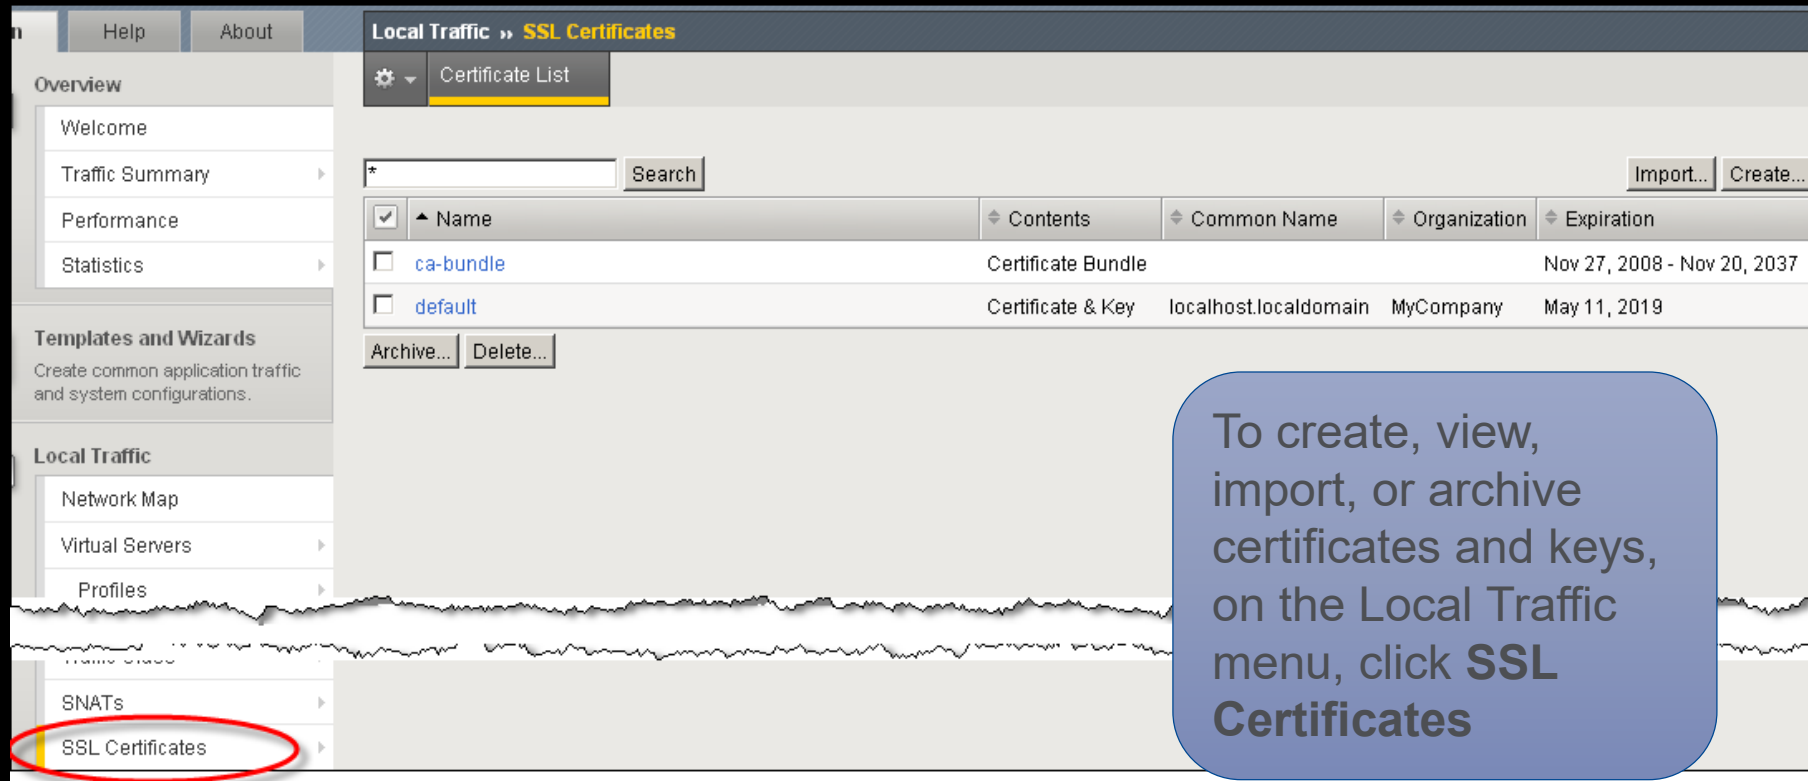 n Help About
Local Traffic ›› SSL Certificates
Certificate List
Overview
Welcome
Traffic Summary
Performance
Statistics
Templates and Wizards
Create common application traffic
and system configurations.
Local Traffic
Network Map
Virtual Servers
Profiles
SNATs
SSL Certificates
* Search Import... Create...
Name Contents Common Name Organization Expiration
ca-bundle Certificate Bundle Nov 27, 2008 - Nov 20, 2037
default Certificate & Key localhost.localdomain MyCompany May 11, 2019
Archive... Delete...
To create, view,
import, or archive
certificates and keys,
on the Local Traffic
menu, click SSL
Certificates